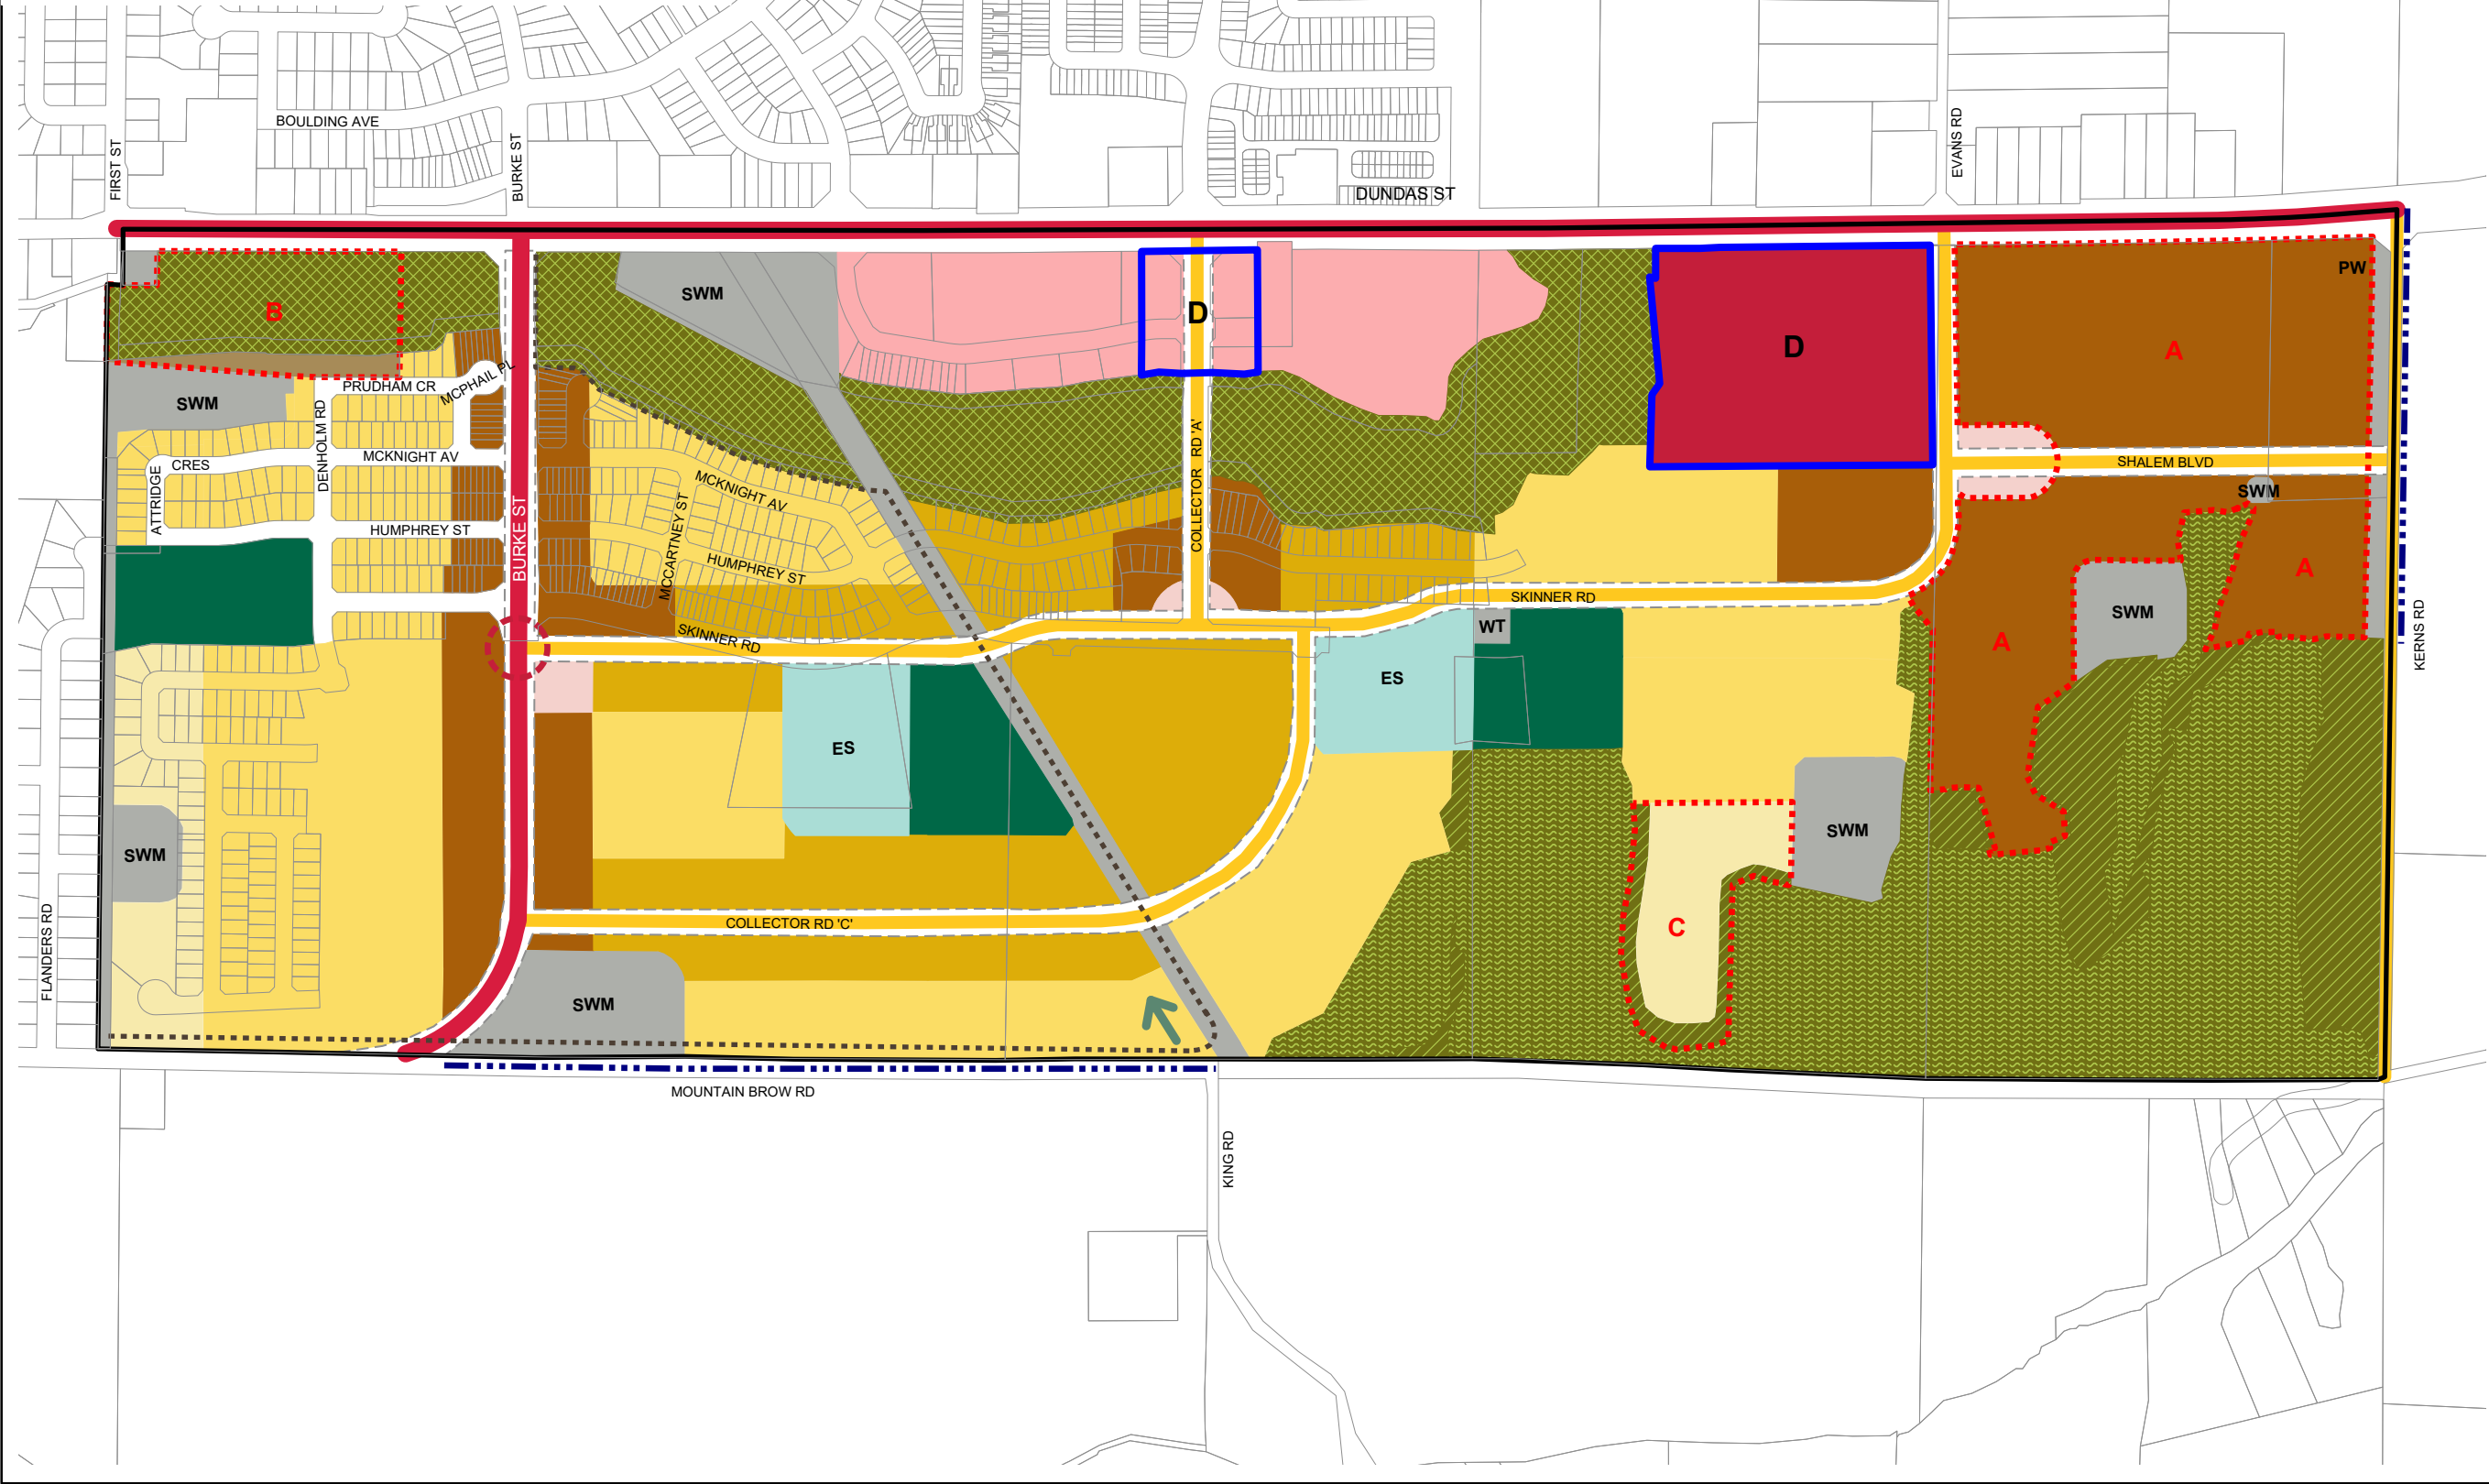 BOULDING AVE
FIRST ST
BURKE ST
EVANS RD
DUNDAS ST
PW
SWM
B
D
D
A
PRUDHAM CR
MCPHAIL PL
SWM
DENHOLM RD
COLLECTOR RD 'A'
MCKNIGHT AV
CRES
ATTRIDGE
SHALEM BLVD
MCKNIGHT AV
SWM
BURKE ST
MCCARTNEY ST
HUMPHREY ST
HUMPHREY ST
A
SKINNER RD
SWM
WT
KERNS RD
SKINNER RD
A
ES
ES
SWM
SWM
FLANDERS RD
COLLECTOR RD 'C'
C
SWM
MOUNTAIN BROW RD
KING RD